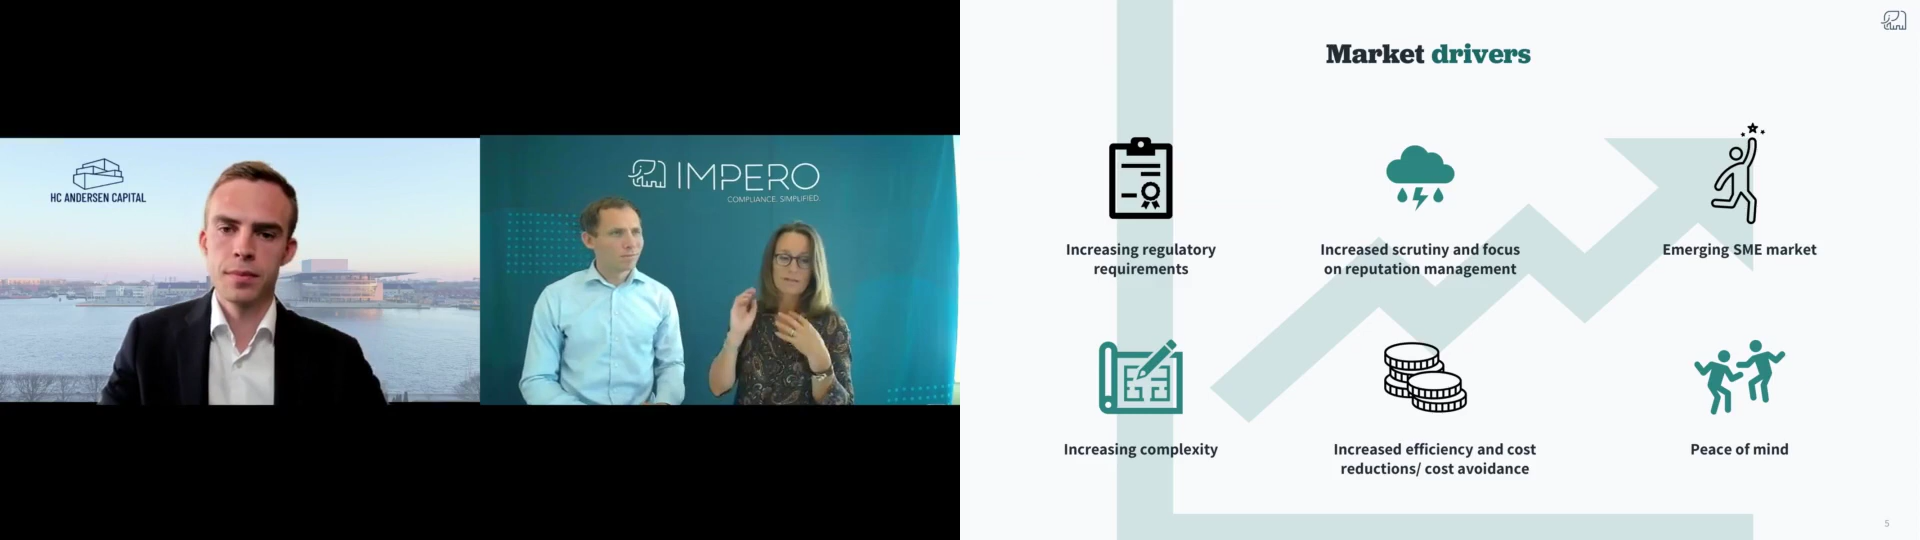 HC ANDERSEN CAPITAL
IMPERO
COMPLIANCE. SIMPLIFIED.
Market drivers
Increasing regulatory
requirements
Increased scrutiny and focus
on reputation management
Emerging SME market
Increasing complexity
Increased efficiency and cost
reductions/ cost avoidance
Peace of mind
5